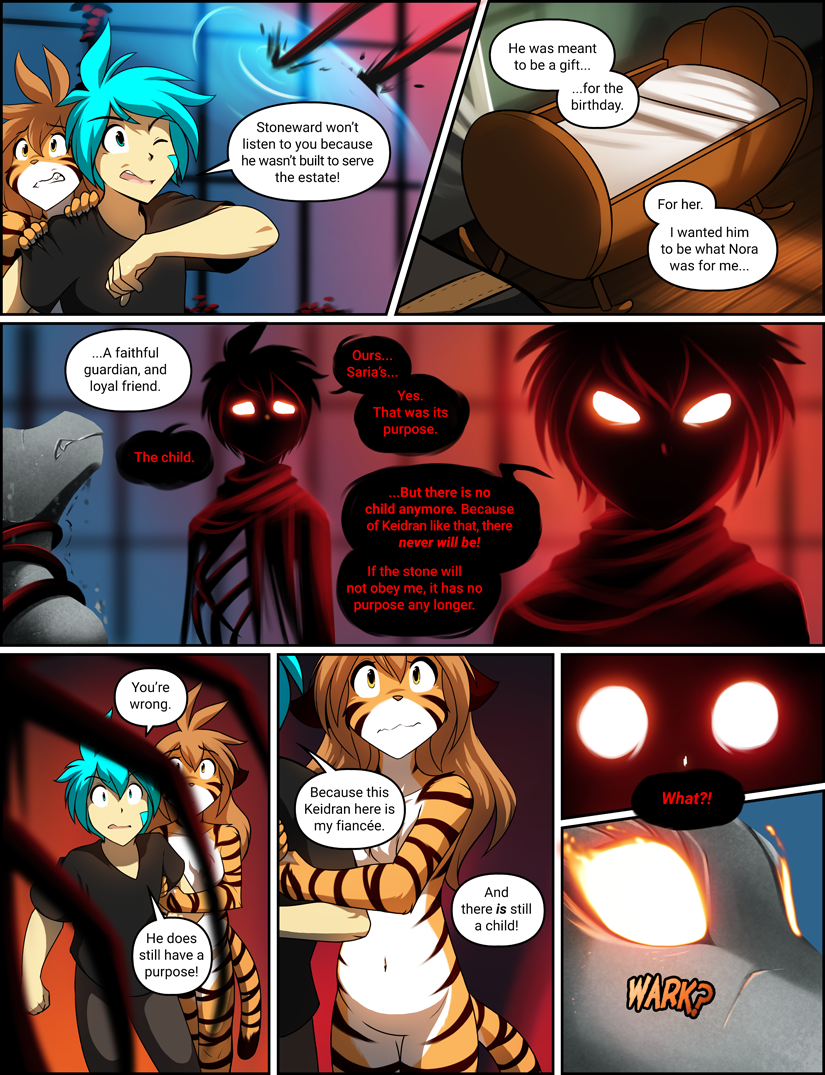 Stoneward won't
listen to you because
he wasn't built to serve
the estate!
He was meant
to be a gift...
...for the
birthday.
For her.
I wanted him
to be what Nora
was for me...
...A faithful
guardian, and
loyal friend.
The child.
Ours...
Saria's...
Yes.
That was its
purpose.
...But there is no
child anymore. Because
of Keidran like that, there
never will be!
If the stone will
not obey me, it has no
purpose any longer.
You're
wrong.
He does
still have a
purpose!
Because this
Keidran here is
my fiancée.
And
there is still
a child!
What?!
WARK?